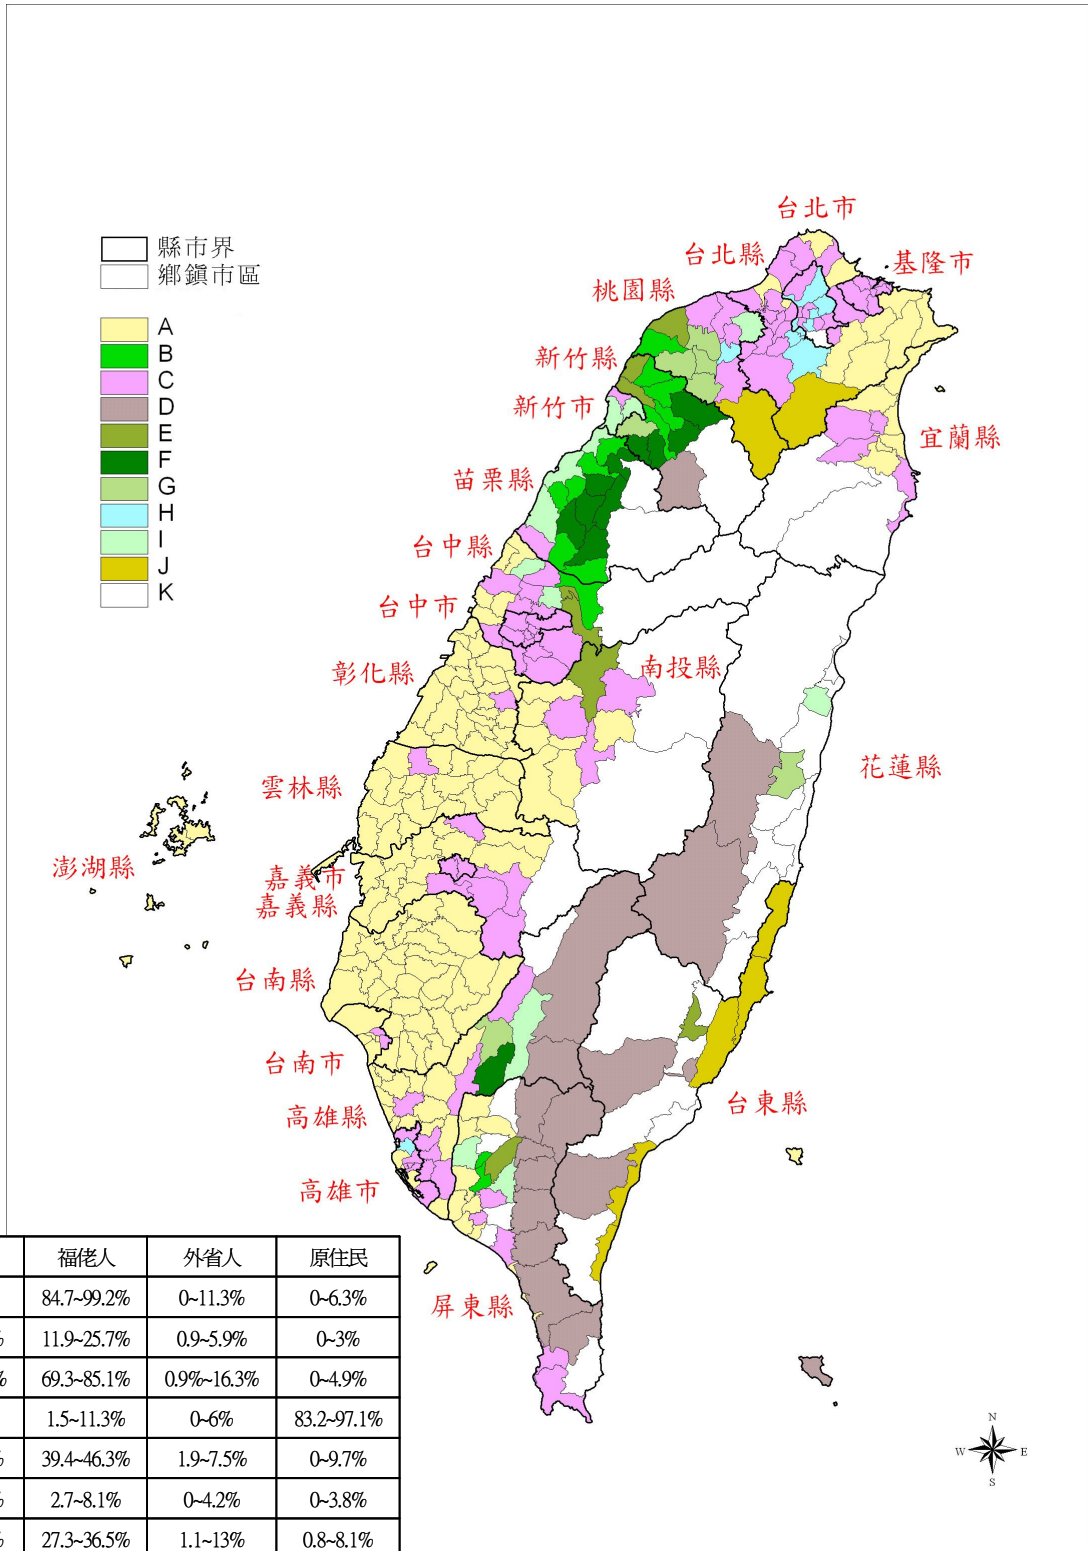 台北市
台北縣
基隆市
桃園縣
新竹縣
新竹市
宜蘭縣
苗栗縣
台中縣
台中市
彰化縣
南投縣
雲林縣
花蓮縣
澎湖縣
嘉義市
嘉義縣
台南縣
台南市
高雄縣
台東縣
高雄市
屏東縣
縣市界
鄉鎮市區
A
B
C
D
E
F
G
H
I
J
K
福佬人 外省人 原住民
84.7~99.2% 0~11.3% 0~6.3%
% 11.9~25.7% 0.9~5.9% 0~3%
% 69.3~85.1% 0.9%~16.3% 0~4.9%
1.5~11.3% 0~6% 83.2~97.1%
% 39.4~46.3% 1.9~7.5% 0~9.7%
% 2.7~8.1% 0~4.2% 0~3.8%
% 27.3~36.5% 1.1~13% 0.8~8.1%
N
W E
S